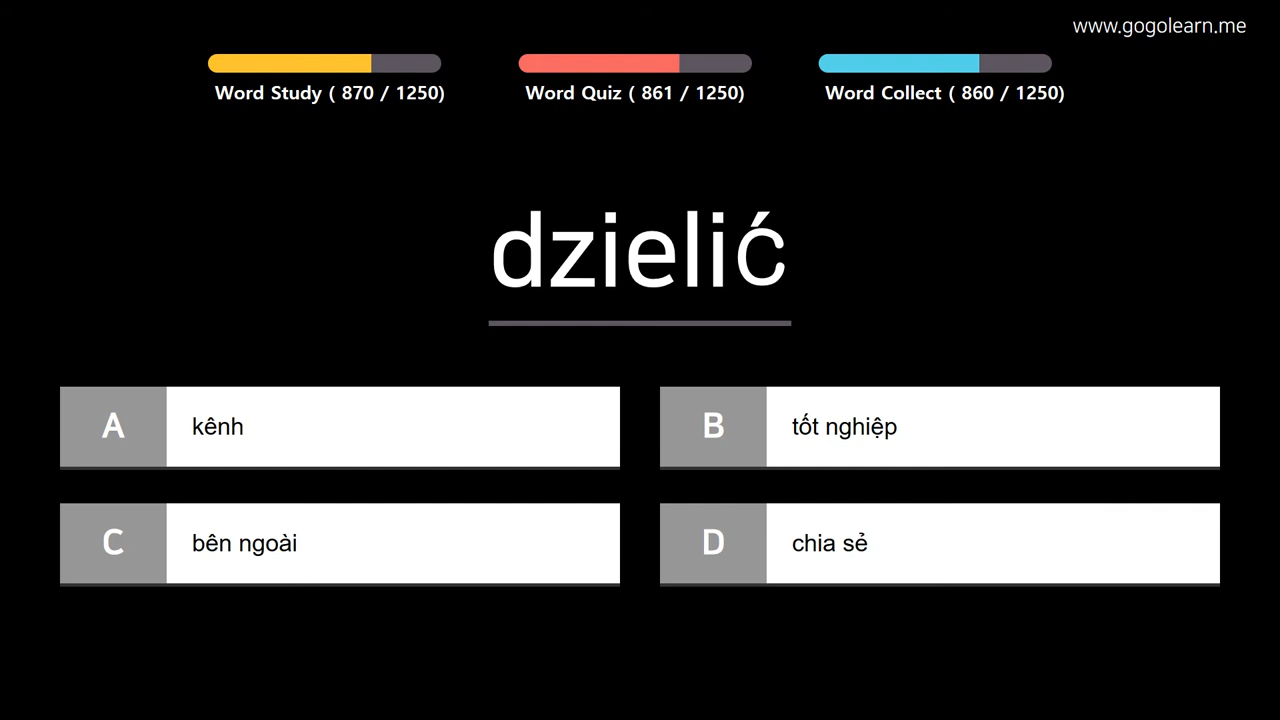 www.gogolearn.me
Word Study ( 870 / 1250)
Word Quiz ( 861 / 1250)
Word Collect ( 860 / 1250)
dzielić
A kênh
B tốt nghiệp
C bên ngoài
D chia sẻ